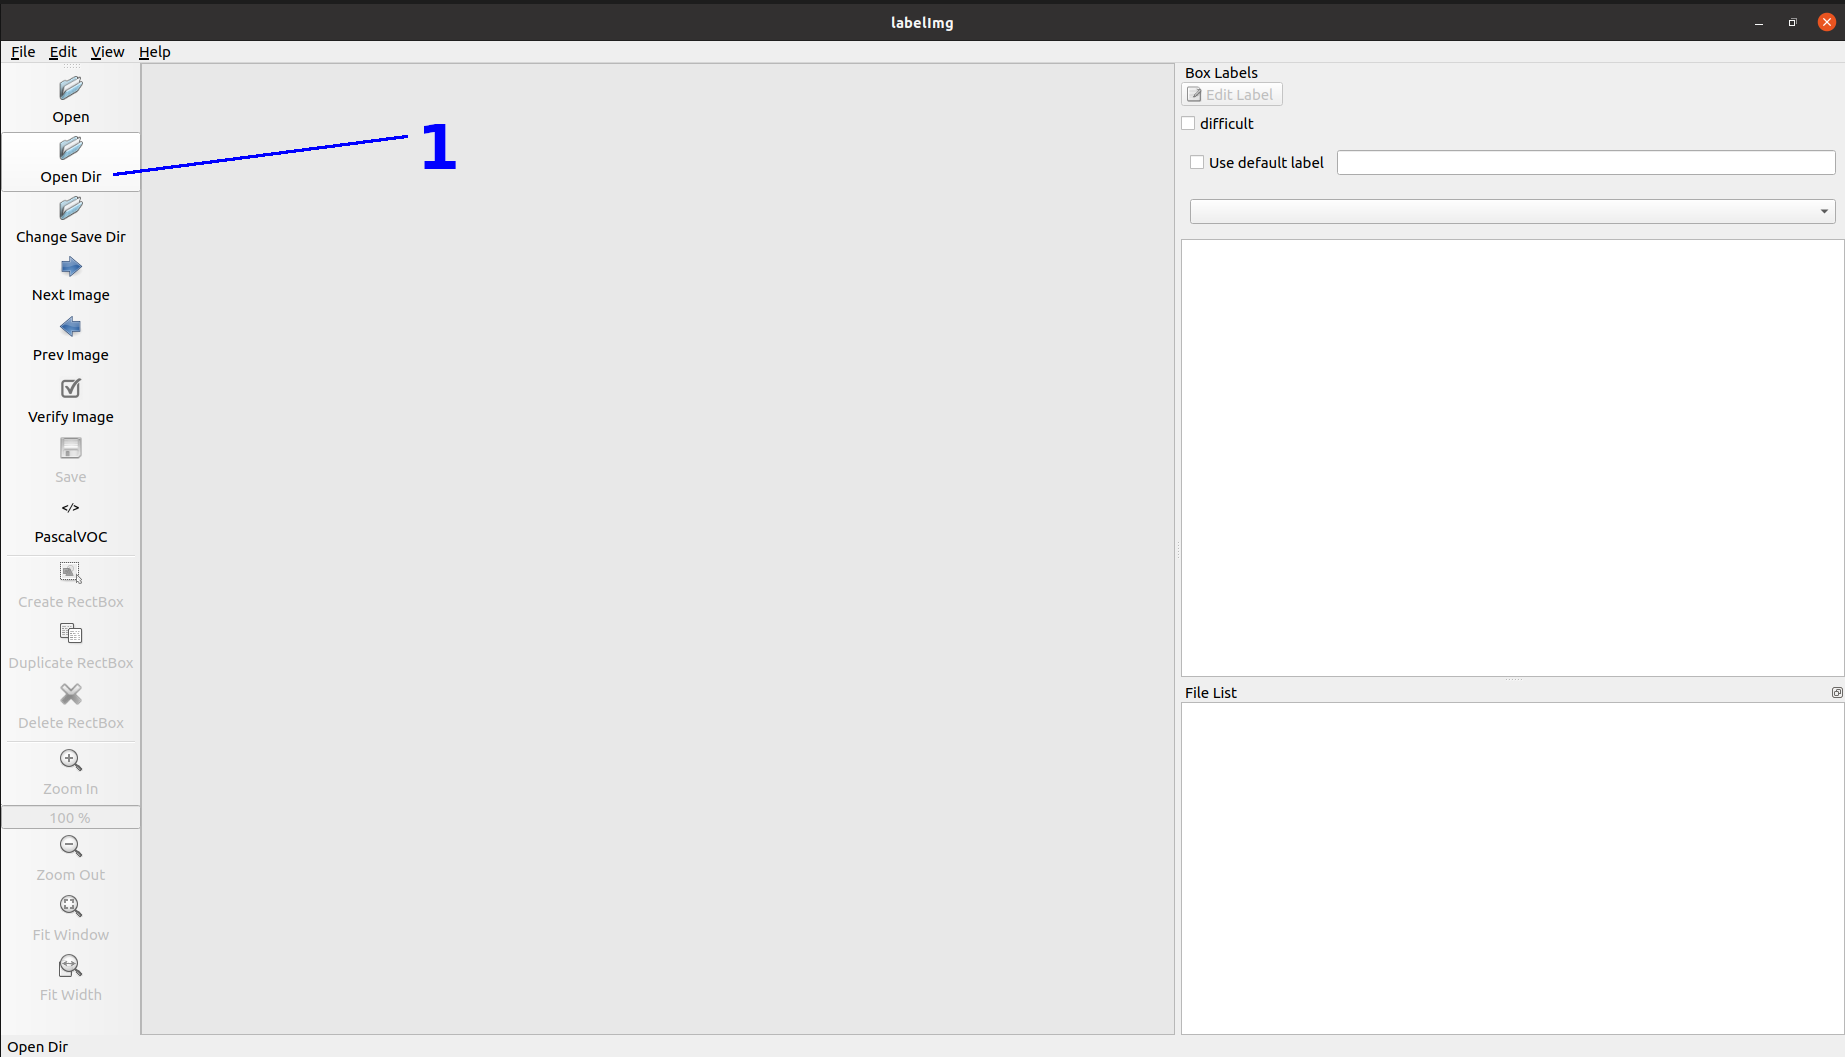 labelImg
File Edit View Help
Open
Open Dir
Change Save Dir
Next Image
Prev Image
Verify Image
Save
</>
PascalVOC
Create RectBox
Duplicate RectBox
Delete RectBox
Zoom In
100 %
Zoom Out
Fit Window
Fit Width
1
Box Labels
Edit Label
difficult
Use default label
File List
Open Dir